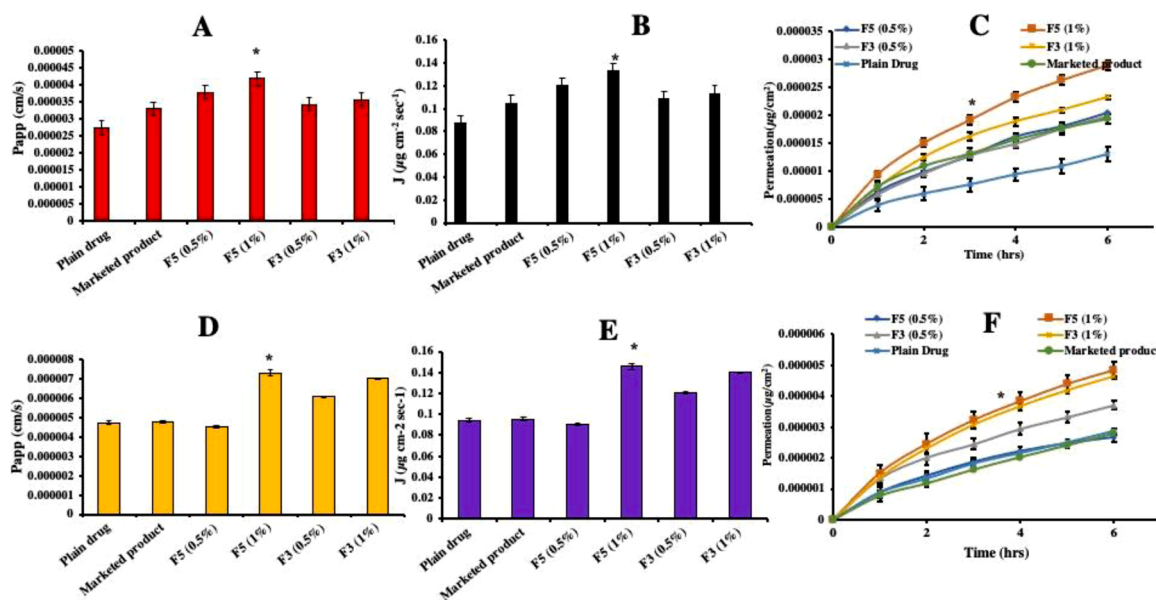 A
0.00005
0.000045
0.00004
0.000035
0.00003
0.000025
0.00002
0.000015
0.00001
0.000005
0
Papp (cm/s)
*
Plain drug
Marketed product
F5 (0.5%)
F5 (1%)
F3 (0.5%)
F3 (1%)
B
0.16
0.14
0.12
0.1
0.08
0.06
0.04
0.02
0
J (µg cm⁻² sec⁻¹)
*
Plain drug
Marketed product
F5 (0.5%)
F5 (1%)
F3 (0.5%)
F3 (1%)
C
F5 (0.5%)
F5 (1%)
F3 (0.5%)
F3 (1%)
Plain Drug
Marketed product
0.000035
0.00003
0.000025
0.00002
0.000015
0.00001
0.000005
0
Permeation(µg/cm²)
*
0 2 4 6
Time (hrs)
D
0.000008
0.000007
0.000006
0.000005
0.000004
0.000003
0.000002
0.000001
0
Papp (cm/s)
*
Plain drug
Marketed product
F5 (0.5%)
F5 (1%)
F3 (0.5%)
F3 (1%)
E
0.16
0.14
0.12
0.1
0.08
0.06
0.04
0.02
0
J (µg cm-2 sec-1)
*
Plain drug
Marketed product
F5 (0.5%)
F5 (1%)
F3 (0.5%)
F3 (1%)
F
F5 (0.5%)
F5 (1%)
F3 (0.5%)
F3 (1%)
Plain Drug
Marketed product
0.000006
0.000005
0.000004
0.000003
0.000002
0.000001
0
Permeation(µg/cm²)
*
0 2 4 6
Time (hrs)